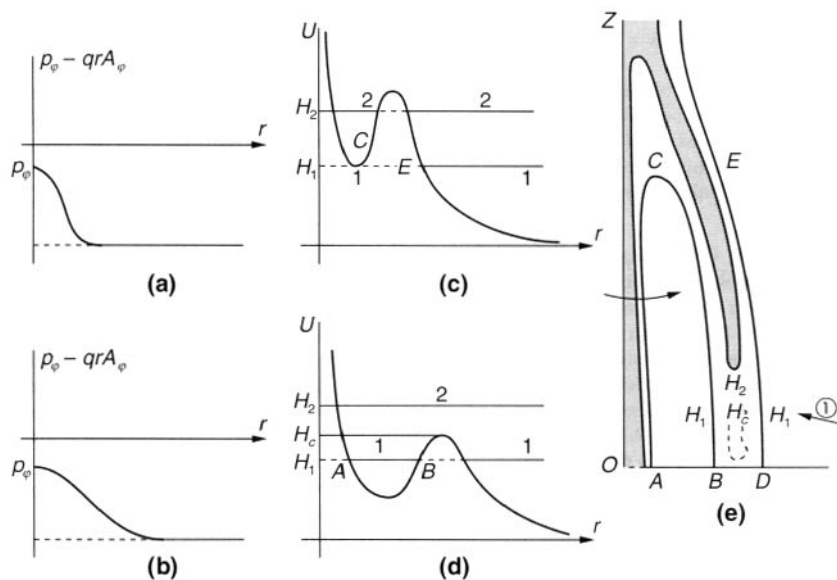 p_φ – qrA_φ
r
p_φ
(a)
U
2
2
H_2
C
H_1
1
E
1
r
(c)
p_φ – qrA_φ
r
p_φ
(b)
U
2
H_2
H_c
1
1
H_1
A
B
r
(d)
Z
C
E
H_2
H_1
H_c
H_1
①
O
A
B
D
(e)